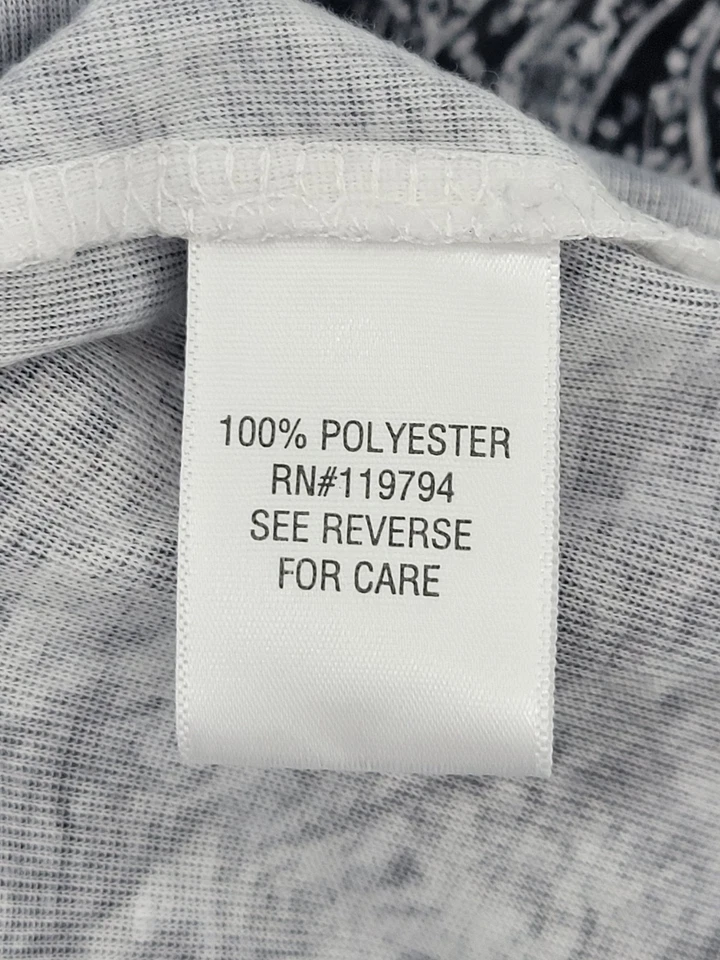 100% POLYESTER
RN#119794
SEE REVERSE
FOR CARE